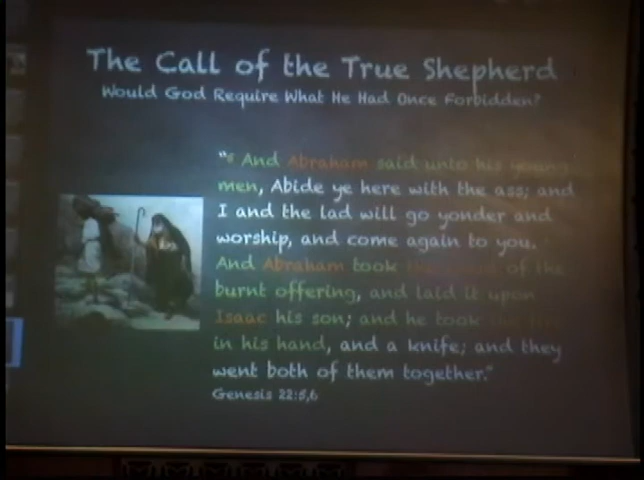 The Call of the True Shepherd
Would God Require What He Had Once Forbidden?
"5 And Abraham said unto his young
men, Abide ye here with the ass; and
I and the lad will go yonder and
worship, and come again to you.
And Abraham took the wood of the
burnt offering, and laid it upon
Isaac his son; and he took the fire
in his hand, and a knife; and they
went both of them together."
Genesis 22:5,6